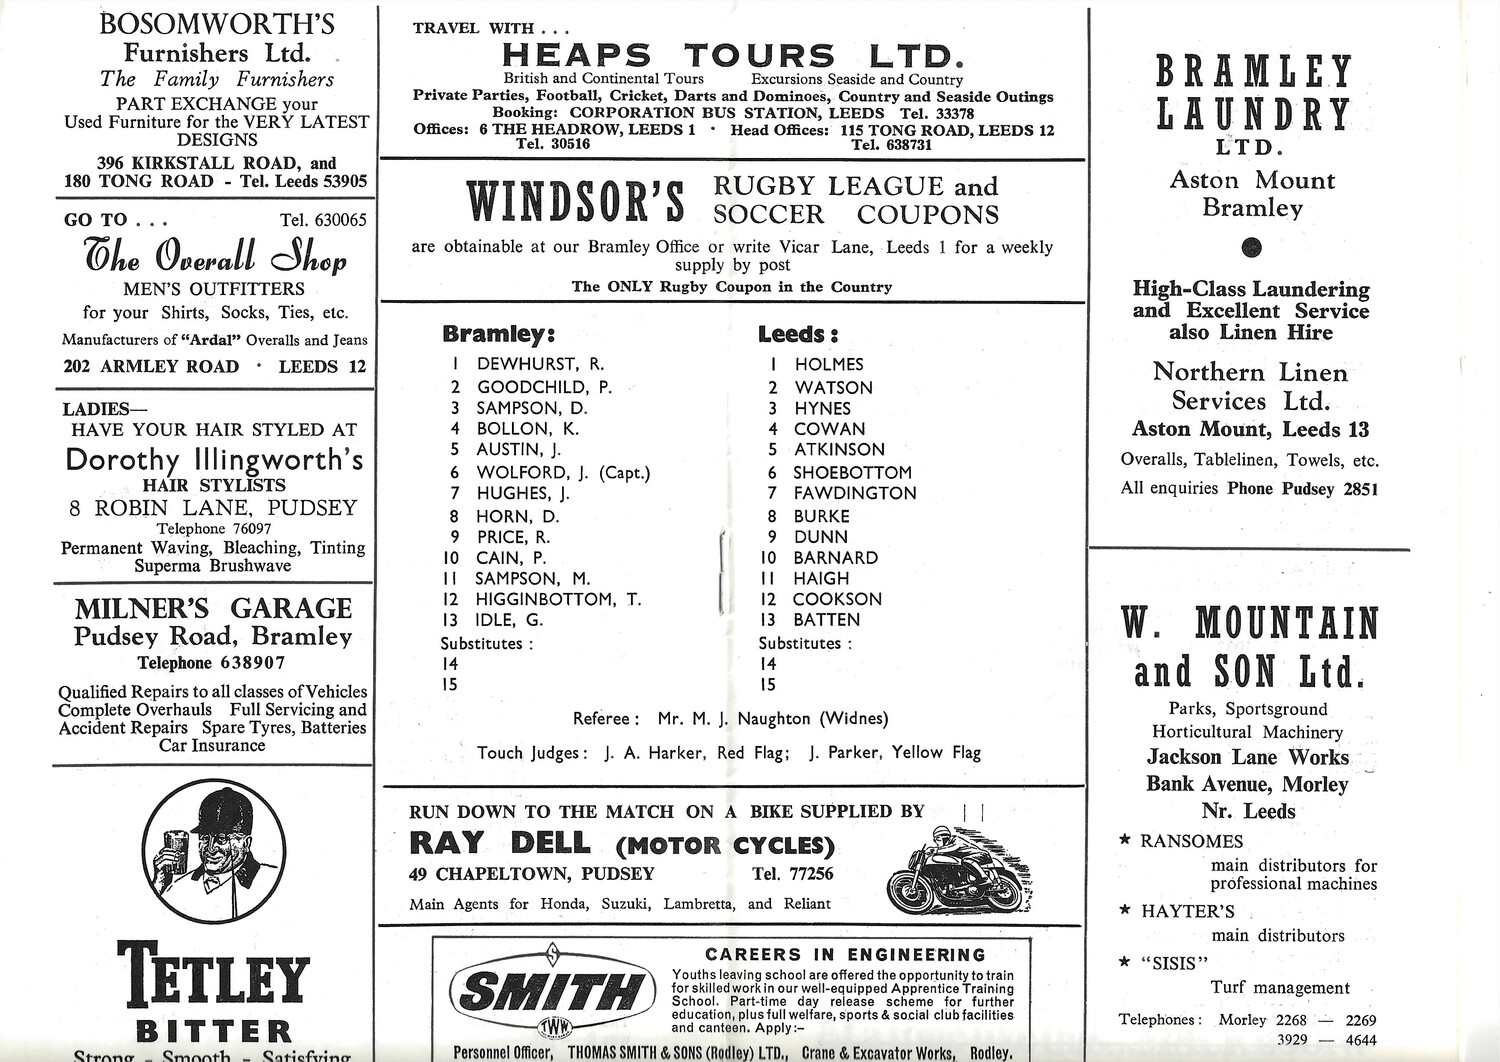 BOSOMWORTH'S
Furnishers Ltd.
The Family Furnishers
PART EXCHANGE your
Used Furniture for the VERY LATEST
DESIGNS
396 KIRKSTALL ROAD, and
180 TONG ROAD - Tel. Leeds 53905
GO TO . . . Tel. 630065
The Overall Shop
MEN'S OUTFITTERS
for your Shirts, Socks, Ties, etc.
Manufacturers of "Ardal" Overalls and Jeans
202 ARMLEY ROAD · LEEDS 12
LADIES—
HAVE YOUR HAIR STYLED AT
Dorothy Illingworth's
HAIR STYLISTS
8 ROBIN LANE, PUDSEY
Telephone 76097
Permanent Waving, Bleaching, Tinting
Superma Brushwave
MILNER'S GARAGE
Pudsey Road, Bramley
Telephone 638907
Qualified Repairs to all classes of Vehicles
Complete Overhauls Full Servicing and
Accident Repairs Spare Tyres, Batteries
Car Insurance
TETLEY
BITTER
Strong - Smooth - Satisfying
TRAVEL WITH . . .
HEAPS TOURS LTD.
British and Continental Tours Excursions Seaside and Country
Private Parties, Football, Cricket, Darts and Dominoes, Country and Seaside Outings
Booking: CORPORATION BUS STATION, LEEDS Tel. 33378
Offices: 6 THE HEADROW, LEEDS 1 · Head Offices: 115 TONG ROAD, LEEDS 12
Tel. 30516 Tel. 638731
WINDSOR'S RUGBY LEAGUE and
SOCCER COUPONS
are obtainable at our Bramley Office or write Vicar Lane, Leeds 1 for a weekly
supply by post
The ONLY Rugby Coupon in the Country
Bramley:
1 DEWHURST, R.
2 GOODCHILD, P.
3 SAMPSON, D.
4 BOLLON, K.
5 AUSTIN, J.
6 WOLFORD, J. (Capt.)
7 HUGHES, J.
8 HORN, D.
9 PRICE, R.
10 CAIN, P.
11 SAMPSON, M.
12 HIGGINBOTTOM, T.
13 IDLE, G.
Substitutes :
14
15
Leeds :
1 HOLMES
2 WATSON
3 HYNES
4 COWAN
5 ATKINSON
6 SHOEBOTTOM
7 FAWDINGTON
8 BURKE
9 DUNN
10 BARNARD
11 HAIGH
12 COOKSON
13 BATTEN
Substitutes :
14
15
Referee : Mr. M. J. Naughton (Widnes)
Touch Judges : J. A. Harker, Red Flag; J. Parker, Yellow Flag
RUN DOWN TO THE MATCH ON A BIKE SUPPLIED BY
RAY DELL (MOTOR CYCLES)
49 CHAPELTOWN, PUDSEY Tel. 77256
Main Agents for Honda, Suzuki, Lambretta, and Reliant
S
SMITH
TWW
CAREERS IN ENGINEERING
Youths leaving school are offered the opportunity to train
for skilled work in our well-equipped Apprentice Training
School. Part-time day release scheme for further
education, plus full welfare, sports & social club facilities
and canteen. Apply:–
Personnel Officer, THOMAS SMITH & SONS (Rodley) LTD., Crane & Excavator Works, Rodley.
BRAMLEY
LAUNDRY
LTD.
Aston Mount
Bramley
High-Class Laundering
and Excellent Service
also Linen Hire
Northern Linen
Services Ltd.
Aston Mount, Leeds 13
Overalls, Tablelinen, Towels, etc.
All enquiries Phone Pudsey 2851
W. MOUNTAIN
and SON Ltd.
Parks, Sportsground
Horticultural Machinery
Jackson Lane Works
Bank Avenue, Morley
Nr. Leeds
★ RANSOMES
main distributors for
professional machines
★ HAYTER'S
main distributors
★ "SISIS"
Turf management
Telephones : Morley 2268 — 2269
3929 — 4644